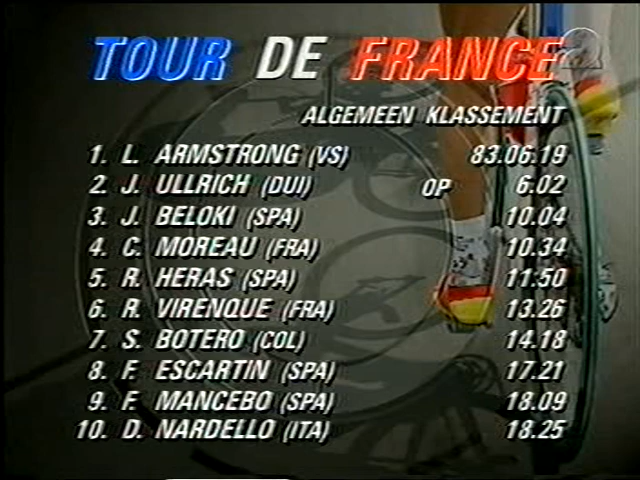 TOUR DE FRANCE
2
ALGEMEEN KLASSEMENT
1. L. ARMSTRONG (VS) 83.06.19
2. J. ULLRICH (DUI) OP 6.02
3. J. BELOKI (SPA) 10.04
4. C. MOREAU (FRA) 10.34
5. R. HERAS (SPA) 11.50
6. R. VIRENQUE (FRA) 13.26
7. S. BOTERO (COL) 14.18
8. F. ESCARTIN (SPA) 17.21
9. F. MANCEBO (SPA) 18.09
10. D. NARDELLO (ITA) 18.25